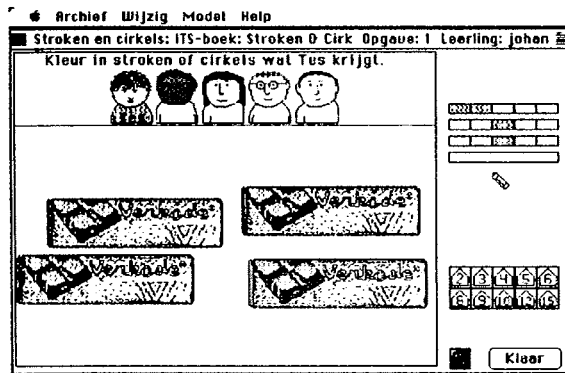 Archief Wijzig Model Help
Stroken en cirkels: ITS-boek: Stroken & Cirk Opgave: 1 Leerling: johan
Kleur in stroken of cirkels wat Tes krijgt.
Verkade
Verkade
Verkade
Verkade
2 3 4 5 6
8 9 10 12 15
Klaar